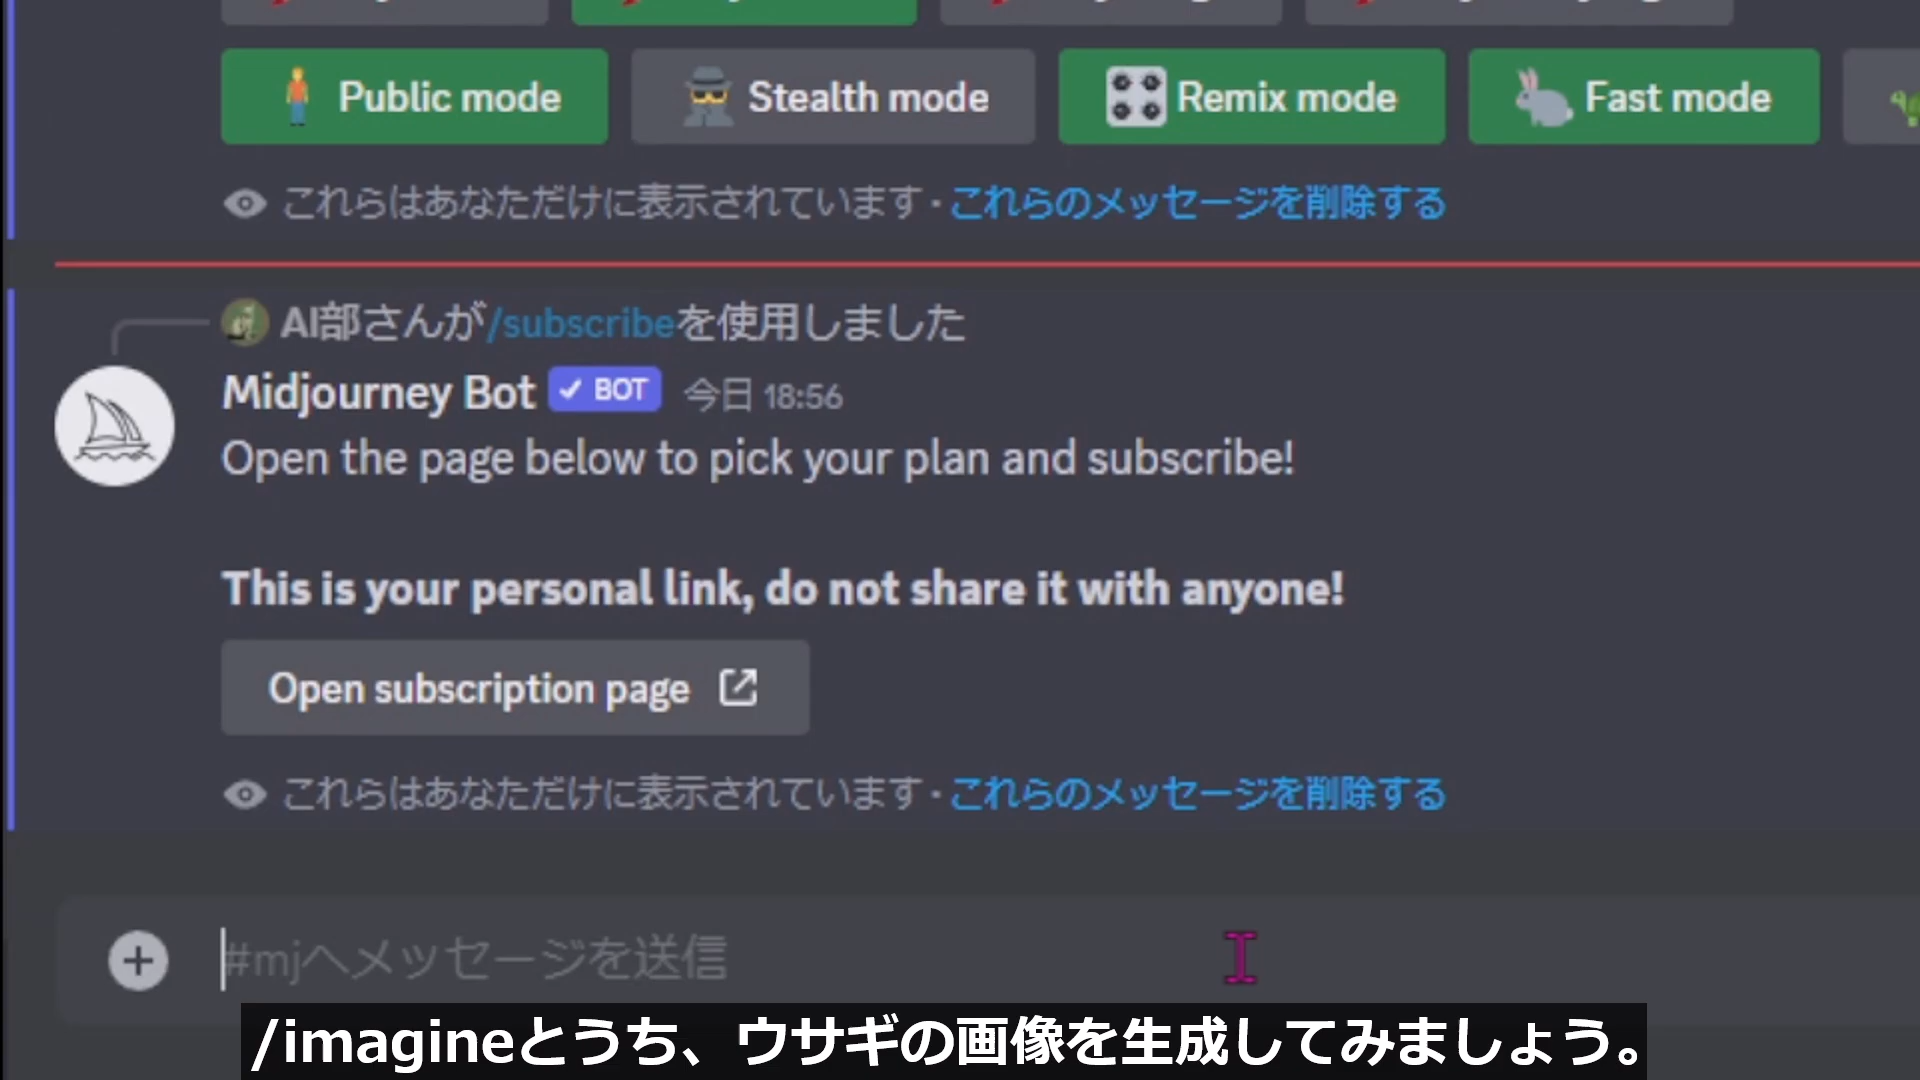 Public mode Stealth mode Remix mode Fast mode
これらはあなただけに表示されています・これらのメッセージを削除する
AI部さんが/subscribeを使用しました
Midjourney Bot ✓ BOT 今日 18:56
Open the page below to pick your plan and subscribe!
This is your personal link, do not share it with anyone!
Open subscription page
これらはあなただけに表示されています・これらのメッセージを削除する
#mjへメッセージを送信
/imagineとうち、ウサギの画像を生成してみましょう。